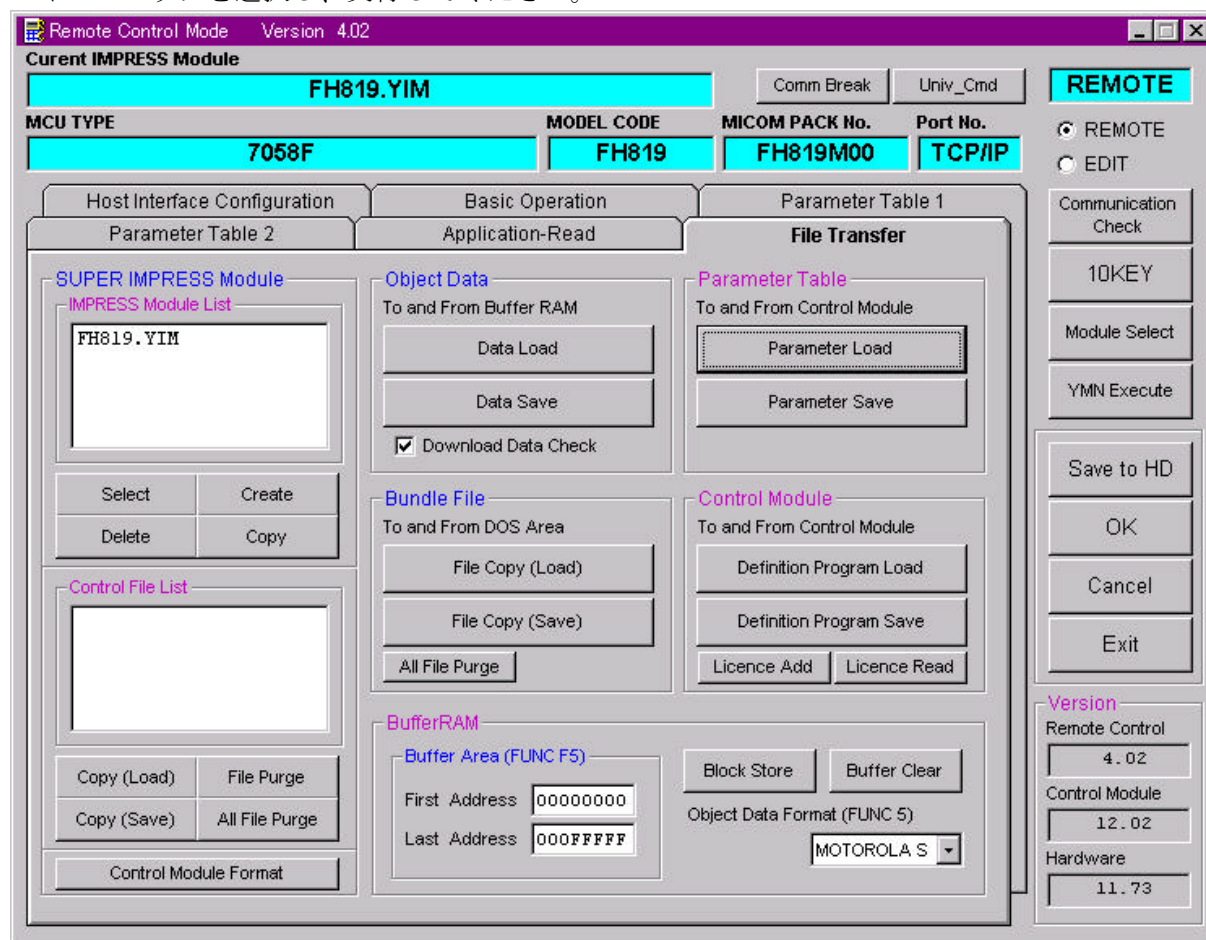 Remote Control Mode Version 4.02
Curent IMPRESS Module
FH819.YIM
Comm Break
Univ_Cmd
REMOTE
MCU TYPE
MODEL CODE
MICOM PACK No.
Port No.
7058F
FH819
FH819M00
TCP/IP
REMOTE
EDIT
Host Interface Configuration
Basic Operation
Parameter Table 1
Parameter Table 2
Application-Read
File Transfer
Communication
Check
10KEY
Module Select
YMN Execute
Save to HD
OK
Cancel
Exit
SUPER IMPRESS Module
IMPRESS Module List
FH819.YIM
Select
Create
Delete
Copy
Control File List
Copy (Load)
File Purge
Copy (Save)
All File Purge
Control Module Format
Object Data
To and From Buffer RAM
Data Load
Data Save
Download Data Check
Parameter Table
To and From Control Module
Parameter Load
Parameter Save
Bundle File
To and From DOS Area
File Copy (Load)
File Copy (Save)
All File Purge
Control Module
To and From Control Module
Definition Program Load
Definition Program Save
Licence Add
Licence Read
BufferRAM
Buffer Area (FUNC F5)
First Address 00000000
Last Address 000FFFFF
Block Store
Buffer Clear
Object Data Format (FUNC 5)
MOTOROLA S
Version
Remote Control
4.02
Control Module
12.02
Hardware
11.73